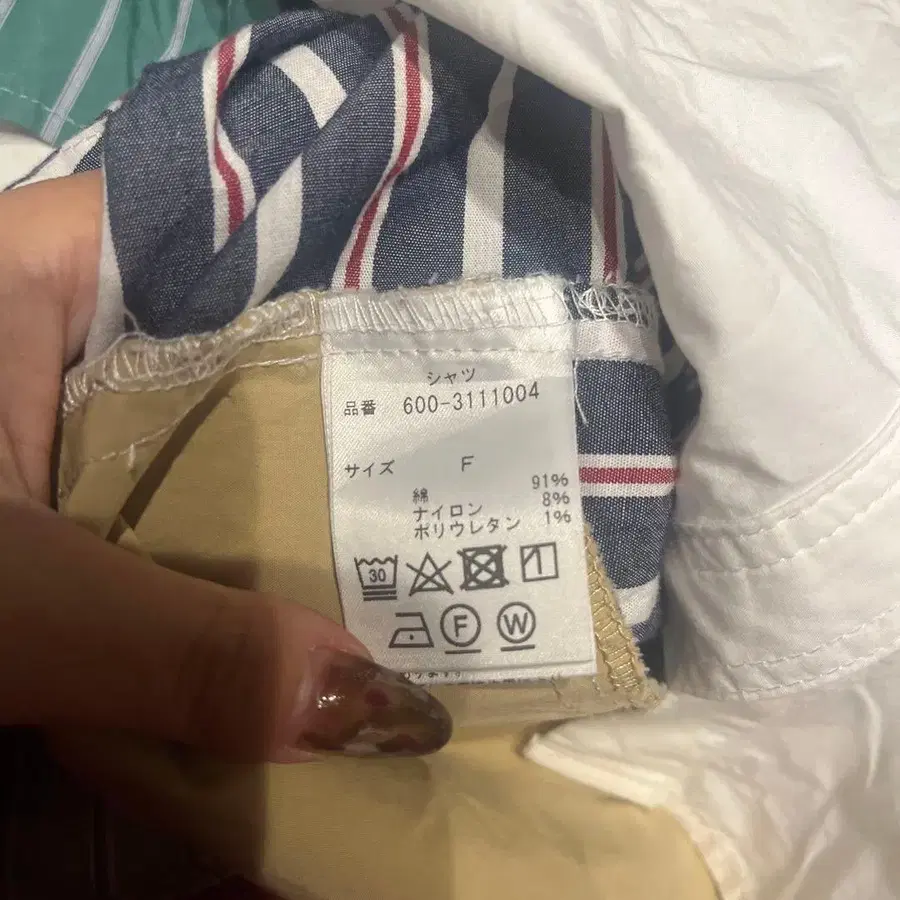 シャツ
品番 600-3111004
サイズ F
綿 91%
ナイロン 8%
ポリウレタン 1%
30
F
W